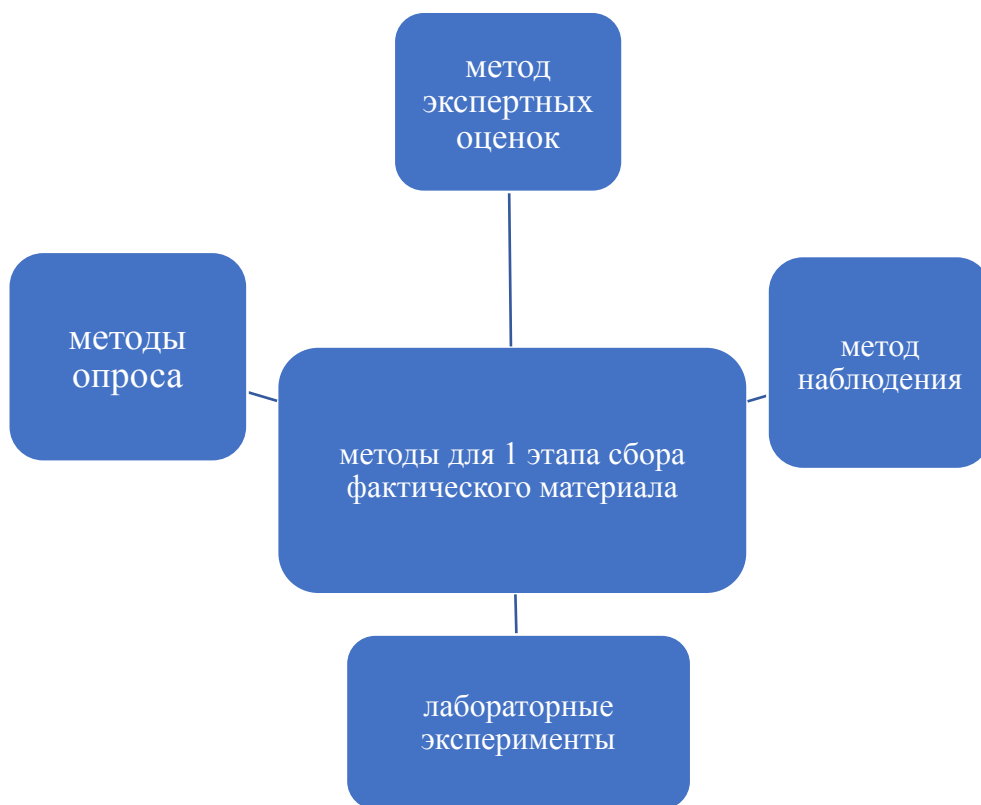 метод
экспертных
оценок
методы
опроса
метод
наблюдения
методы для 1 этапа сбора
фактического материала
лабораторные
эксперименты